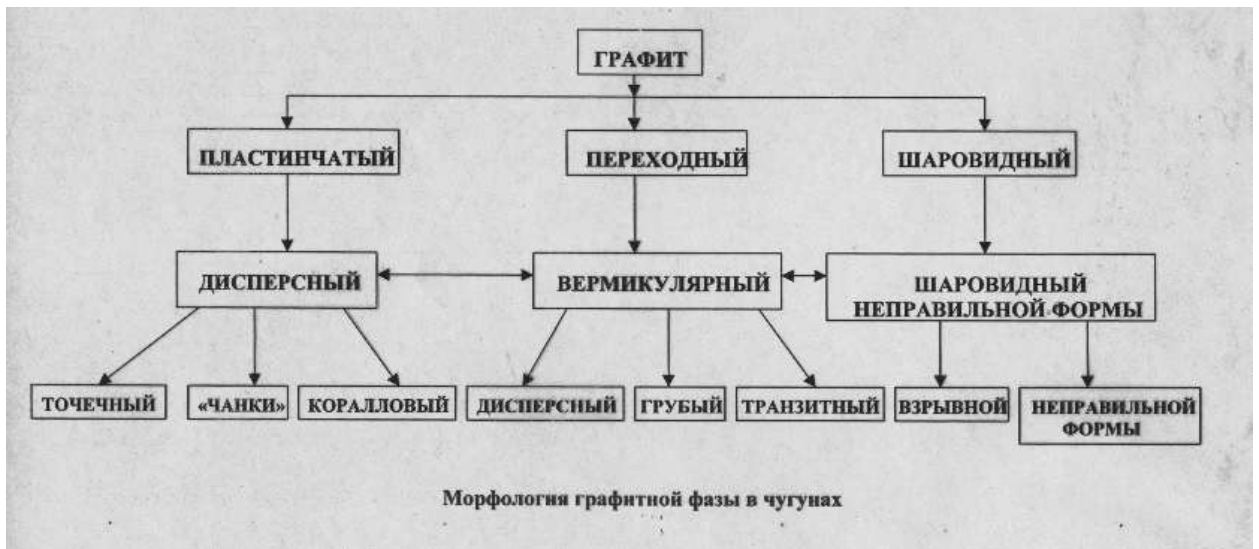 ГРАФИТ
ПЛАСТИНЧАТЫЙ
ПЕРЕХОДНЫЙ
ШАРОВИДНЫЙ
ДИСПЕРСНЫЙ
ВЕРМИКУЛЯРНЫЙ
ШАРОВИДНЫЙ
НЕПРАВИЛЬНОЙ ФОРМЫ
ТОЧЕЧНЫЙ
«ЧАНКИ»
КОРАЛЛОВЫЙ
ДИСПЕРСНЫЙ
ГРУБЫЙ
ТРАНЗИТНЫЙ
ВЗРЫВНОЙ
НЕПРАВИЛЬНОЙ
ФОРМЫ
Морфология графитной фазы в чугунах